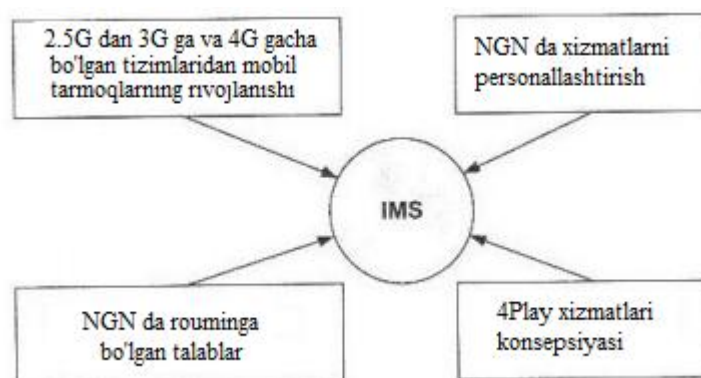 2.5G dan 3G ga va 4G gacha
bo'lgan tizimlaridan mobil
tarmoqlarning rivojlanishi
NGN da xizmatlarni
personallashtirish
IMS
NGN da rouminga
bo'lgan talablar
4Play xizmatlari
konsepsiyasi